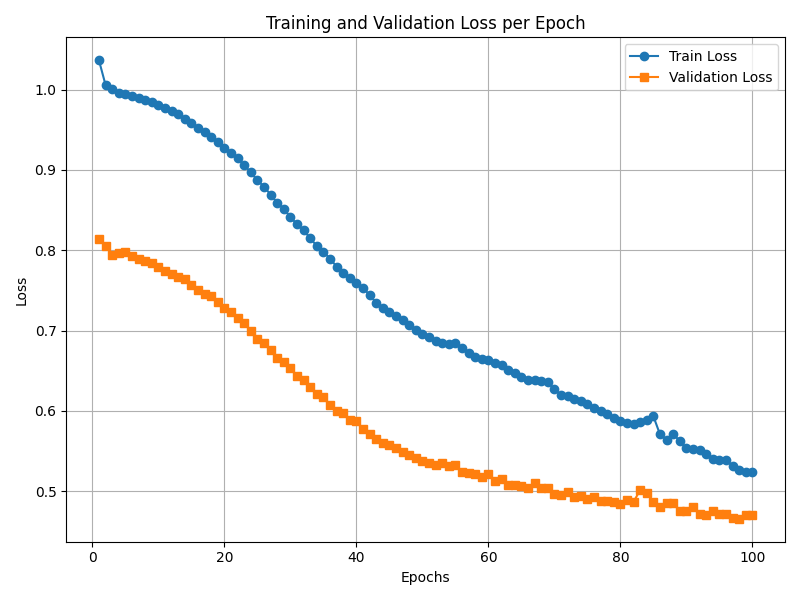 Training and Validation Loss per Epoch
Train Loss
Validation Loss
1.0
0.9
0.8
0.7
0.6
0.5
Loss
0 20 40 60 80 100
Epochs